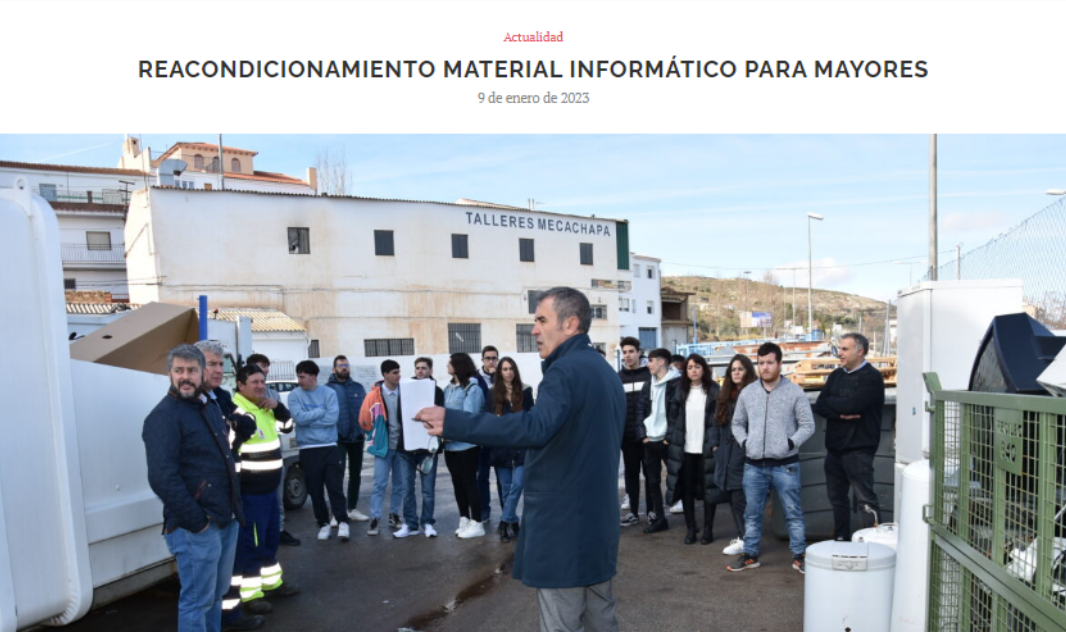 Actualidad
REACONDICIONAMIENTO MATERIAL INFORMÁTICO PARA MAYORES
9 de enero de 2023
TALLERES MECACHAPA